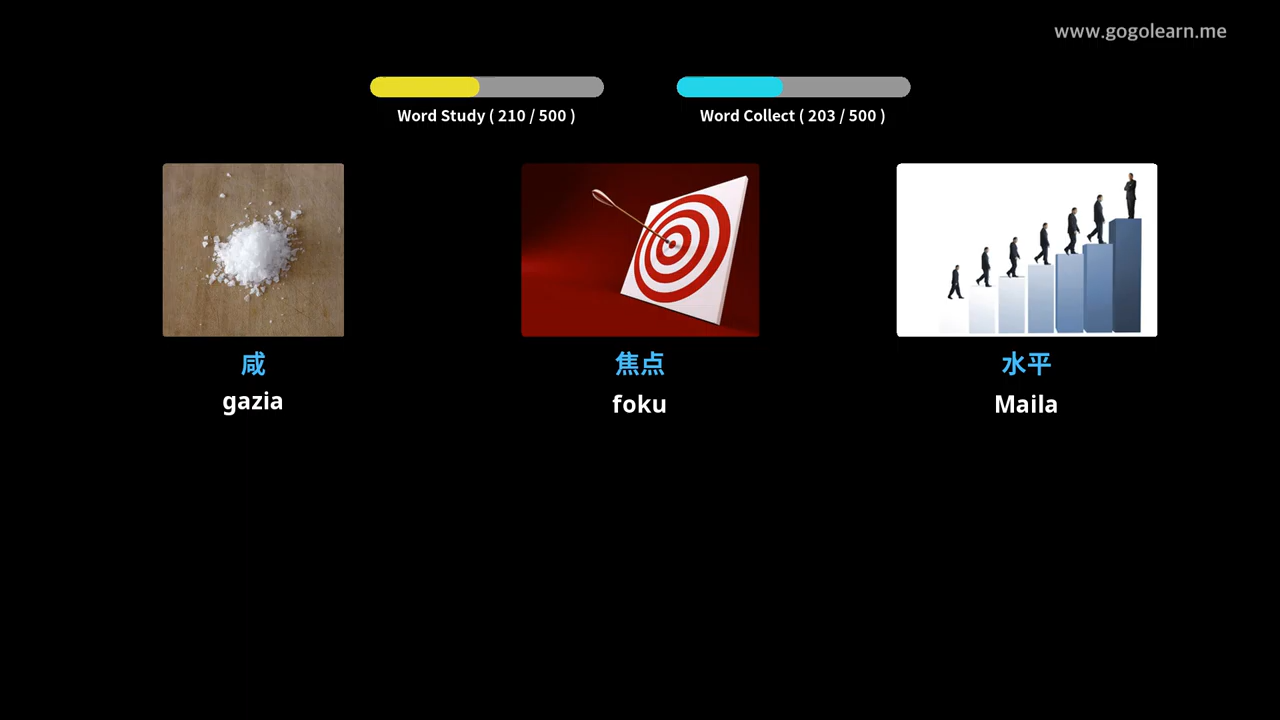 www.gogolearn.me
Word Study ( 210 / 500 )
Word Collect ( 203 / 500 )
咸
焦点
水平
gazia
foku
Maila